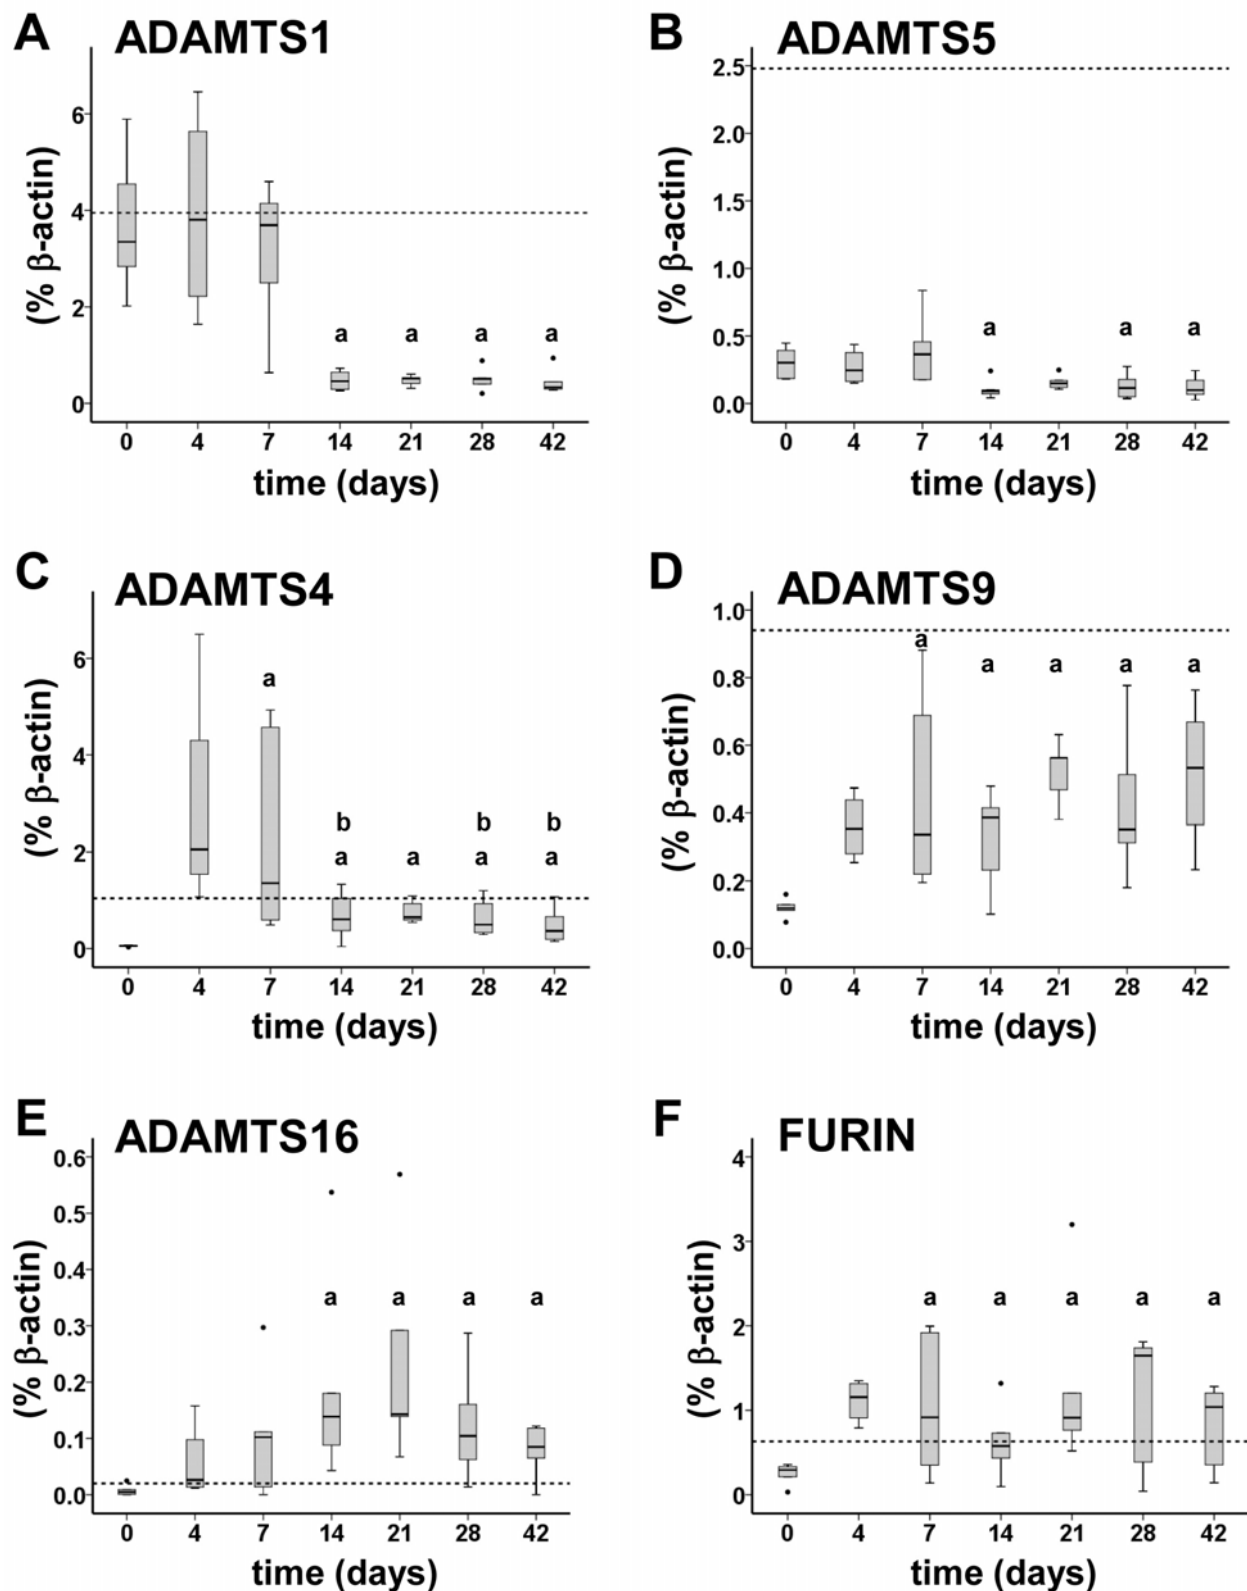 A ADAMTS1
(% β-actin)
6
4
2
0
a a a a
0 4 7 14 21 28 42
time (days)
B ADAMTS5
(% β-actin)
2.5
2.0
1.5
1.0
0.5
0.0
a a a
0 4 7 14 21 28 42
time (days)
C ADAMTS4
(% β-actin)
6
4
2
0
a
b b b
a a a a
0 4 7 14 21 28 42
time (days)
D ADAMTS9
(% β-actin)
1.0
0.8
0.6
0.4
0.2
0.0
a
a a a a
0 4 7 14 21 28 42
time (days)
E ADAMTS16
(% β-actin)
0.6
0.5
0.4
0.3
0.2
0.1
0.0
a a a a
0 4 7 14 21 28 42
time (days)
F FURIN
(% β-actin)
4
3
2
1
0
a a a a a
0 4 7 14 21 28 42
time (days)